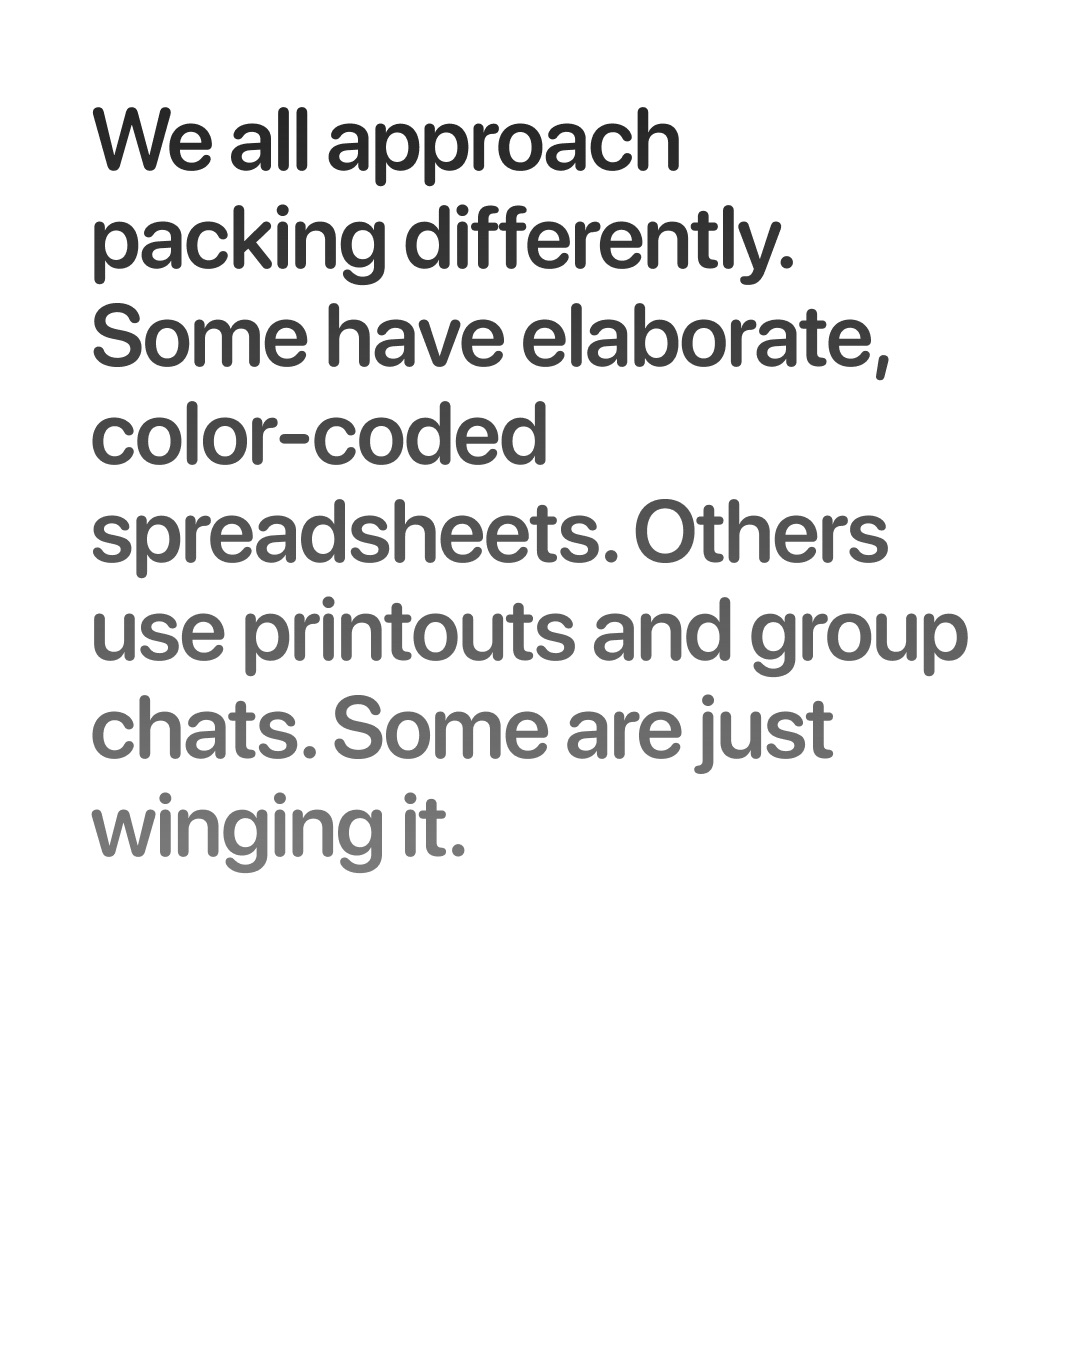 We all approach
packing differently.
Some have elaborate,
color-coded
spreadsheets. Others
use printouts and group
chats. Some are just
winging it.